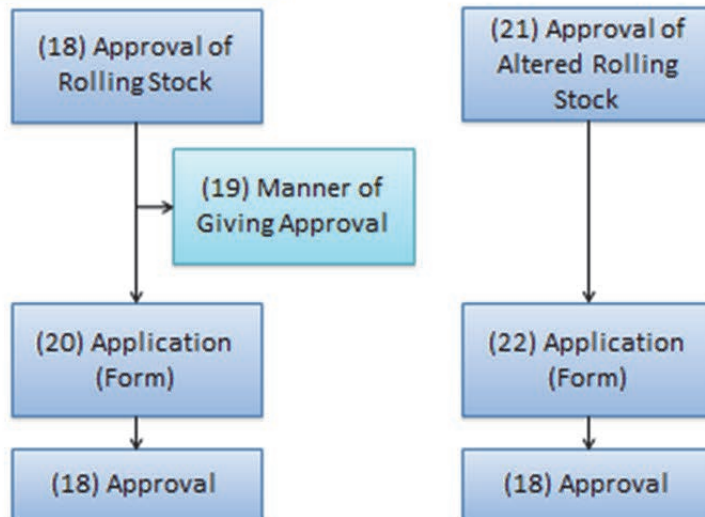 (18) Approval of
Rolling Stock
(21) Approval of
Altered Rolling
Stock
(19) Manner of
Giving Approval
(20) Application
(Form)
(22) Application
(Form)
(18) Approval
(18) Approval